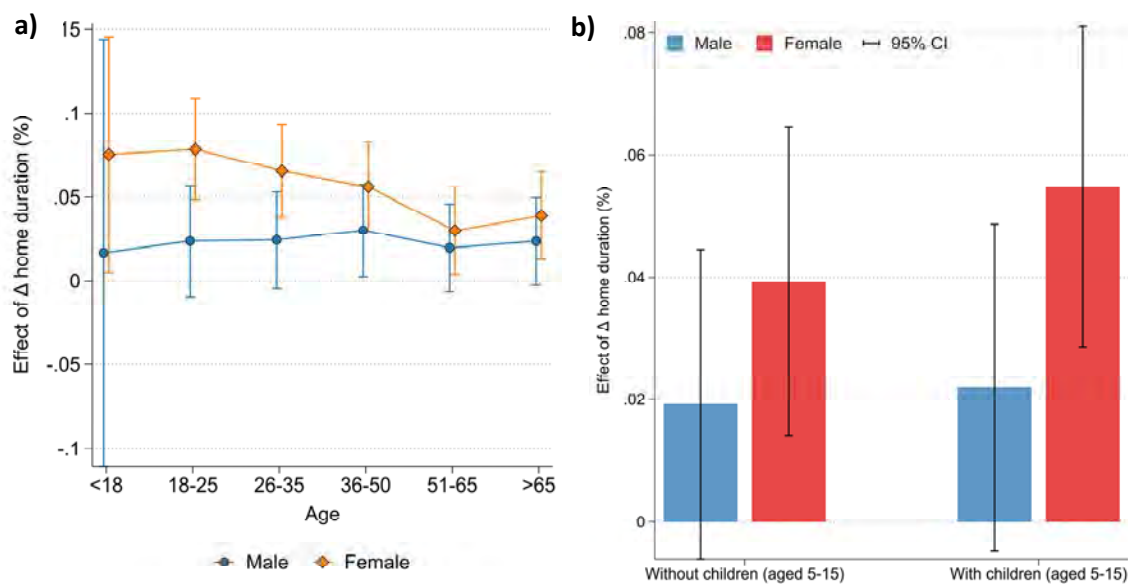 a)
Effect of Δ home duration (%)
15
.1
.05
0
-.05
-.1
<18 18-25 26-35 36-50 51-65 >65
Age
Male Female
b)
Male Female 95% CI
Effect of Δ home duration (%)
.08
.06
.04
.02
0
Without children (aged 5-15) With children (aged 5-15)